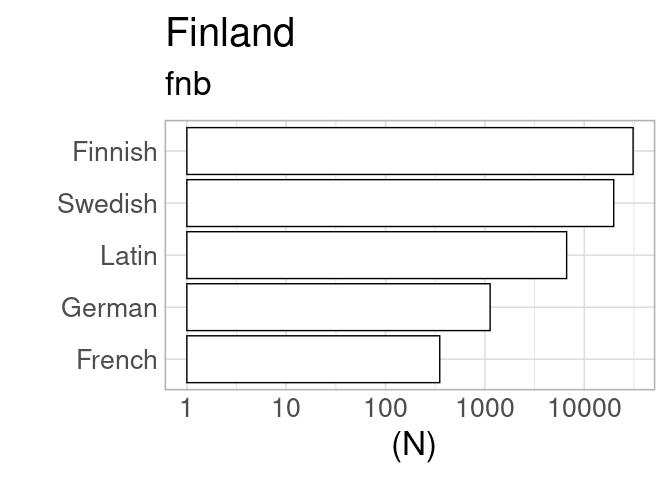 Finland
fnb
Finnish
Swedish
Latin
German
French
1 10 100 1000 10000
(N)